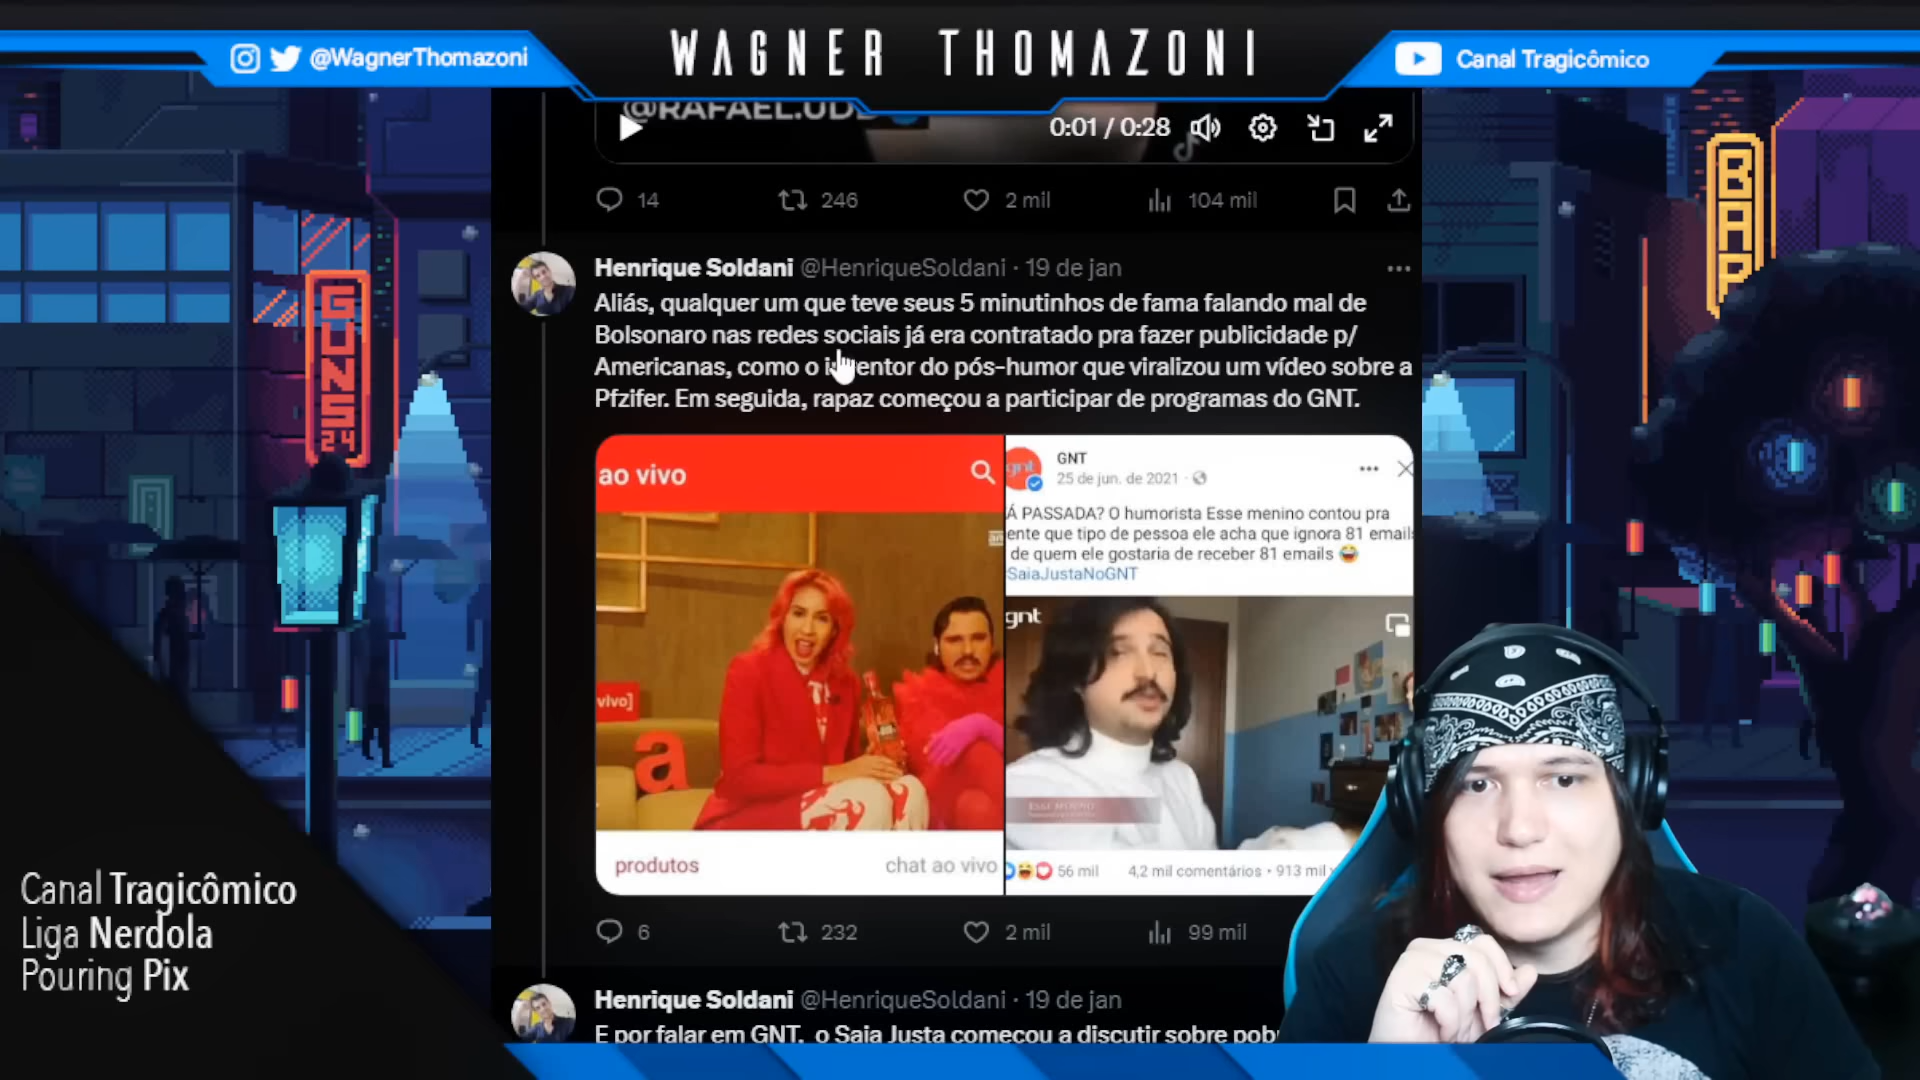 WAGNER THOMAZONI
@WagnerThomazoni
Canal Tragicômico
@RAFAEL.UD
0:01 / 0:28
14
246
2 mil
104 mil
Henrique Soldani @HenriqueSoldani · 19 de jan
Aliás, qualquer um que teve seus 5 minutinhos de fama falando mal de
Bolsonaro nas redes sociais já era contratado pra fazer publicidade p/
Americanas, como o inventor do pós-humor que viralizou um vídeo sobre a
Pfzifer. Em seguida, rapaz começou a participar de programas do GNT.
ao vivo
vivo]
a
produtos
chat ao vivo
gnt
GNT
25 de jun. de 2021 ·
Á PASSADA? O humorista Esse menino contou pra
ente que tipo de pessoa ele acha que ignora 81 emails
de quem ele gostaria de receber 81 emails
SaiaJustaNoGNT
gnt
ESSE MENINO
56 mil
4,2 mil comentários · 913 mil
6
232
2 mil
99 mil
Henrique Soldani @HenriqueSoldani · 19 de jan
E por falar em GNT, o Saia Justa começou a discutir sobre pob
GUNS
24
BAR
Canal Tragicômico
Liga Nerdola
Pouring Pix